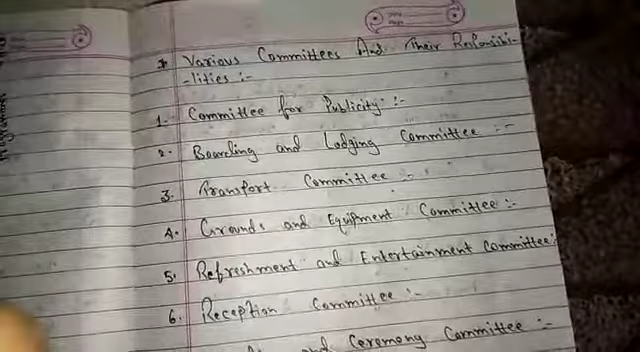 * Various Committees And Their Responsibi-
-lities :-
1. Committee for Publicity :-
2. Boarding and Lodging Committee :-
3. Transport Committee :-
4. Grounds and Equipment Committee :-
5. Refreshment and Entertainment Committee:
6. Reception Committee :-
and Ceremony Committee :-